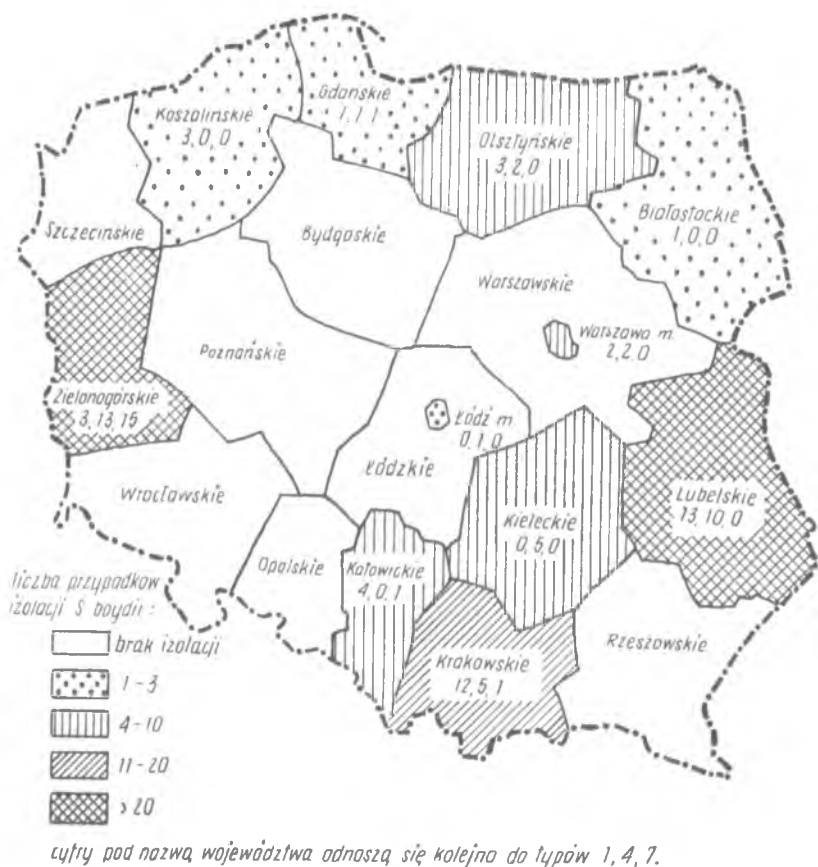 Gdańskie
1, 1, 1
Koszalińskie
3, 0, 0
Olsztyńskie
3, 2, 0
Białostockie
1, 0, 0
Szczecińskie
Bydgoskie
Warszawskie
Warszawa m.
2, 2, 0
Poznańskie
Zielonogórskie
3, 13, 15
Łódź m.
0, 1, 0
Łódzkie
Wrocławskie
Kieleckie
0, 5, 0
Lubelskie
13, 10, 0
Opolskie
Katowickie
4, 0, 1
Krakowskie
12, 5, 1
Rzeszowskie
liczba przypadków
izolacji S boydii :
brak izolacji
1 - 3
4 - 10
11 - 20
> 20
cyfry pod nazwą województwa odnoszą się kolejno do typów 1, 4, 7.